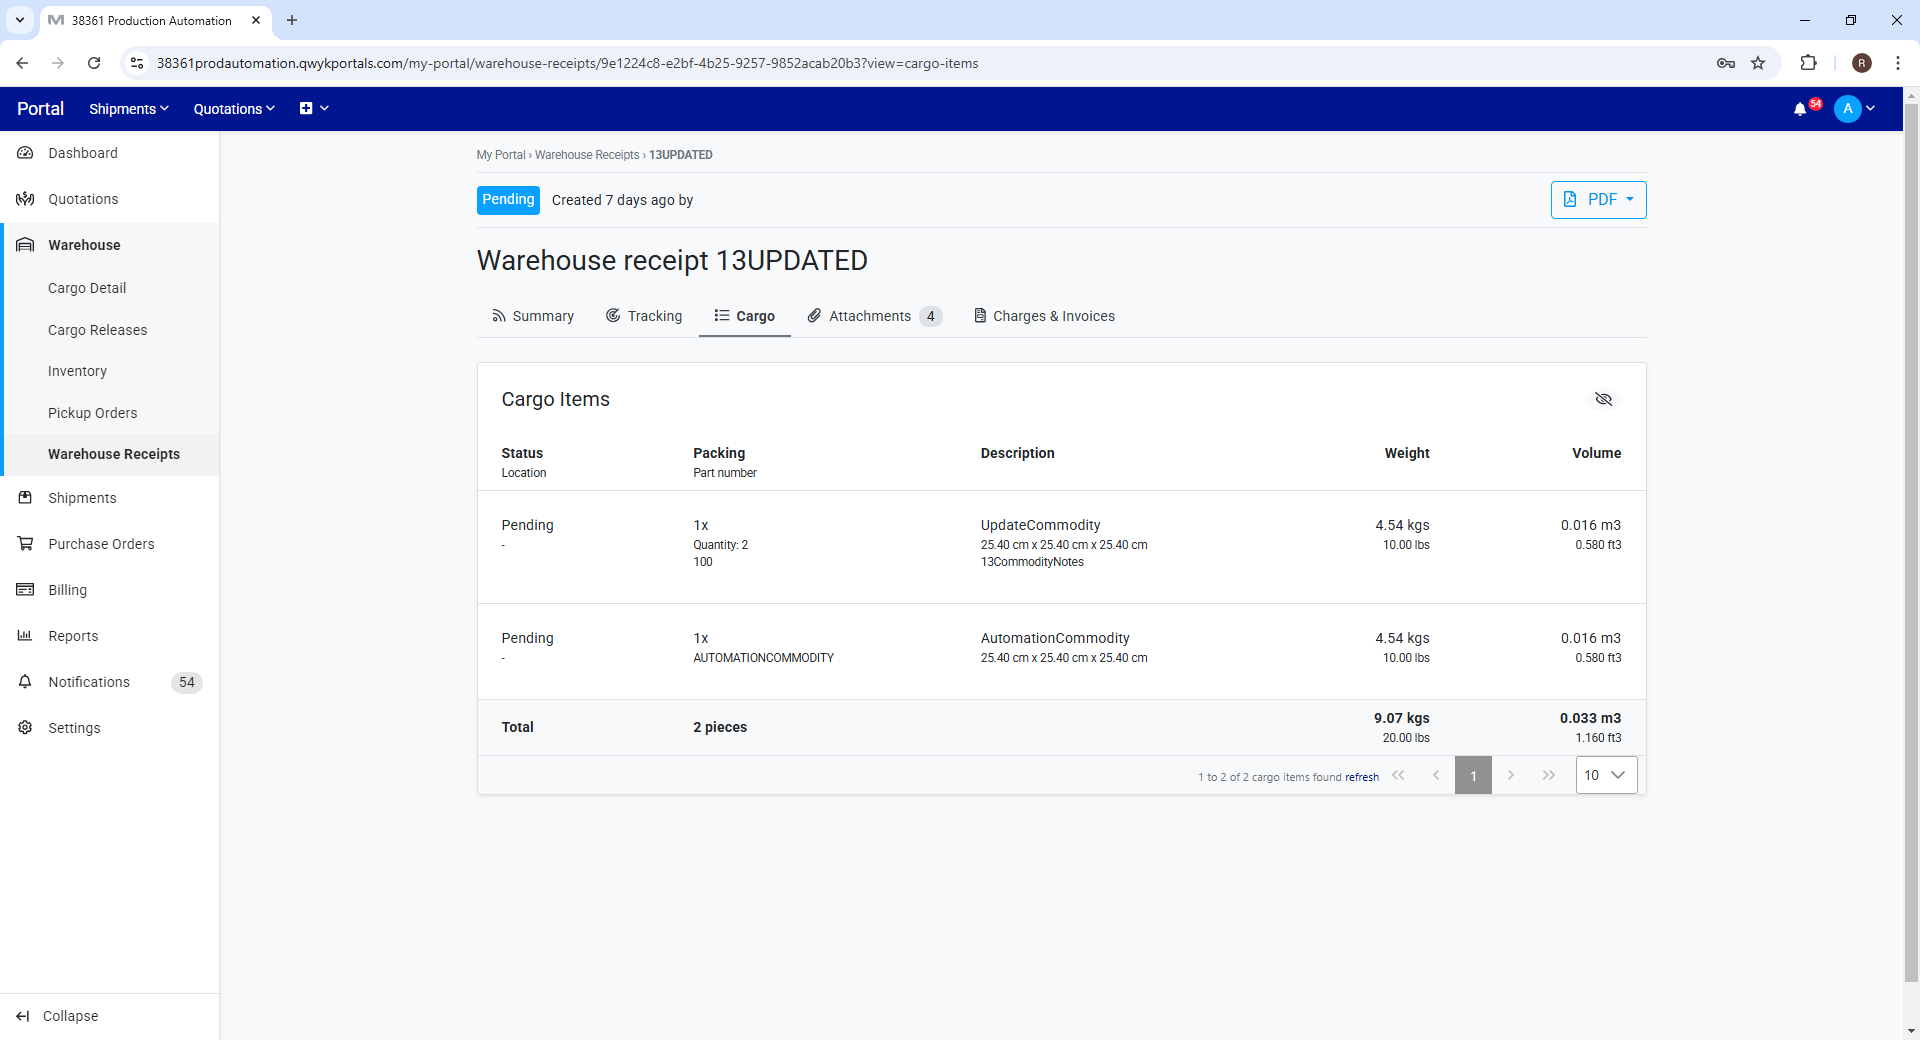 38361 Production Automation
38361prodautomation.qwykportals.com/my-portal/warehouse-receipts/9e1224c8-e2bf-4b25-9257-9852acab20b3?view=cargo-items
R
Portal
Shipments
Quotations
54
A
Dashboard
Quotations
Warehouse
Cargo Detail
Cargo Releases
Inventory
Pickup Orders
Warehouse Receipts
Shipments
Purchase Orders
Billing
Reports
Notifications 54
Settings
Collapse
My Portal › Warehouse Receipts › 13UPDATED
Pending Created 7 days ago by
PDF
Warehouse receipt 13UPDATED
Summary Tracking Cargo Attachments 4 Charges & Invoices
Cargo Items
Status Packing Description Weight Volume
Location Part number
Pending 1x UpdateCommodity 4.54 kgs 0.016 m3
- Quantity: 2 25.40 cm x 25.40 cm x 25.40 cm 10.00 lbs 0.580 ft3
100 13CommodityNotes
Pending 1x AutomationCommodity 4.54 kgs 0.016 m3
- AUTOMATIONCOMMODITY 25.40 cm x 25.40 cm x 25.40 cm 10.00 lbs 0.580 ft3
Total 2 pieces 9.07 kgs 0.033 m3
20.00 lbs 1.160 ft3
1 to 2 of 2 cargo items found refresh 1 10